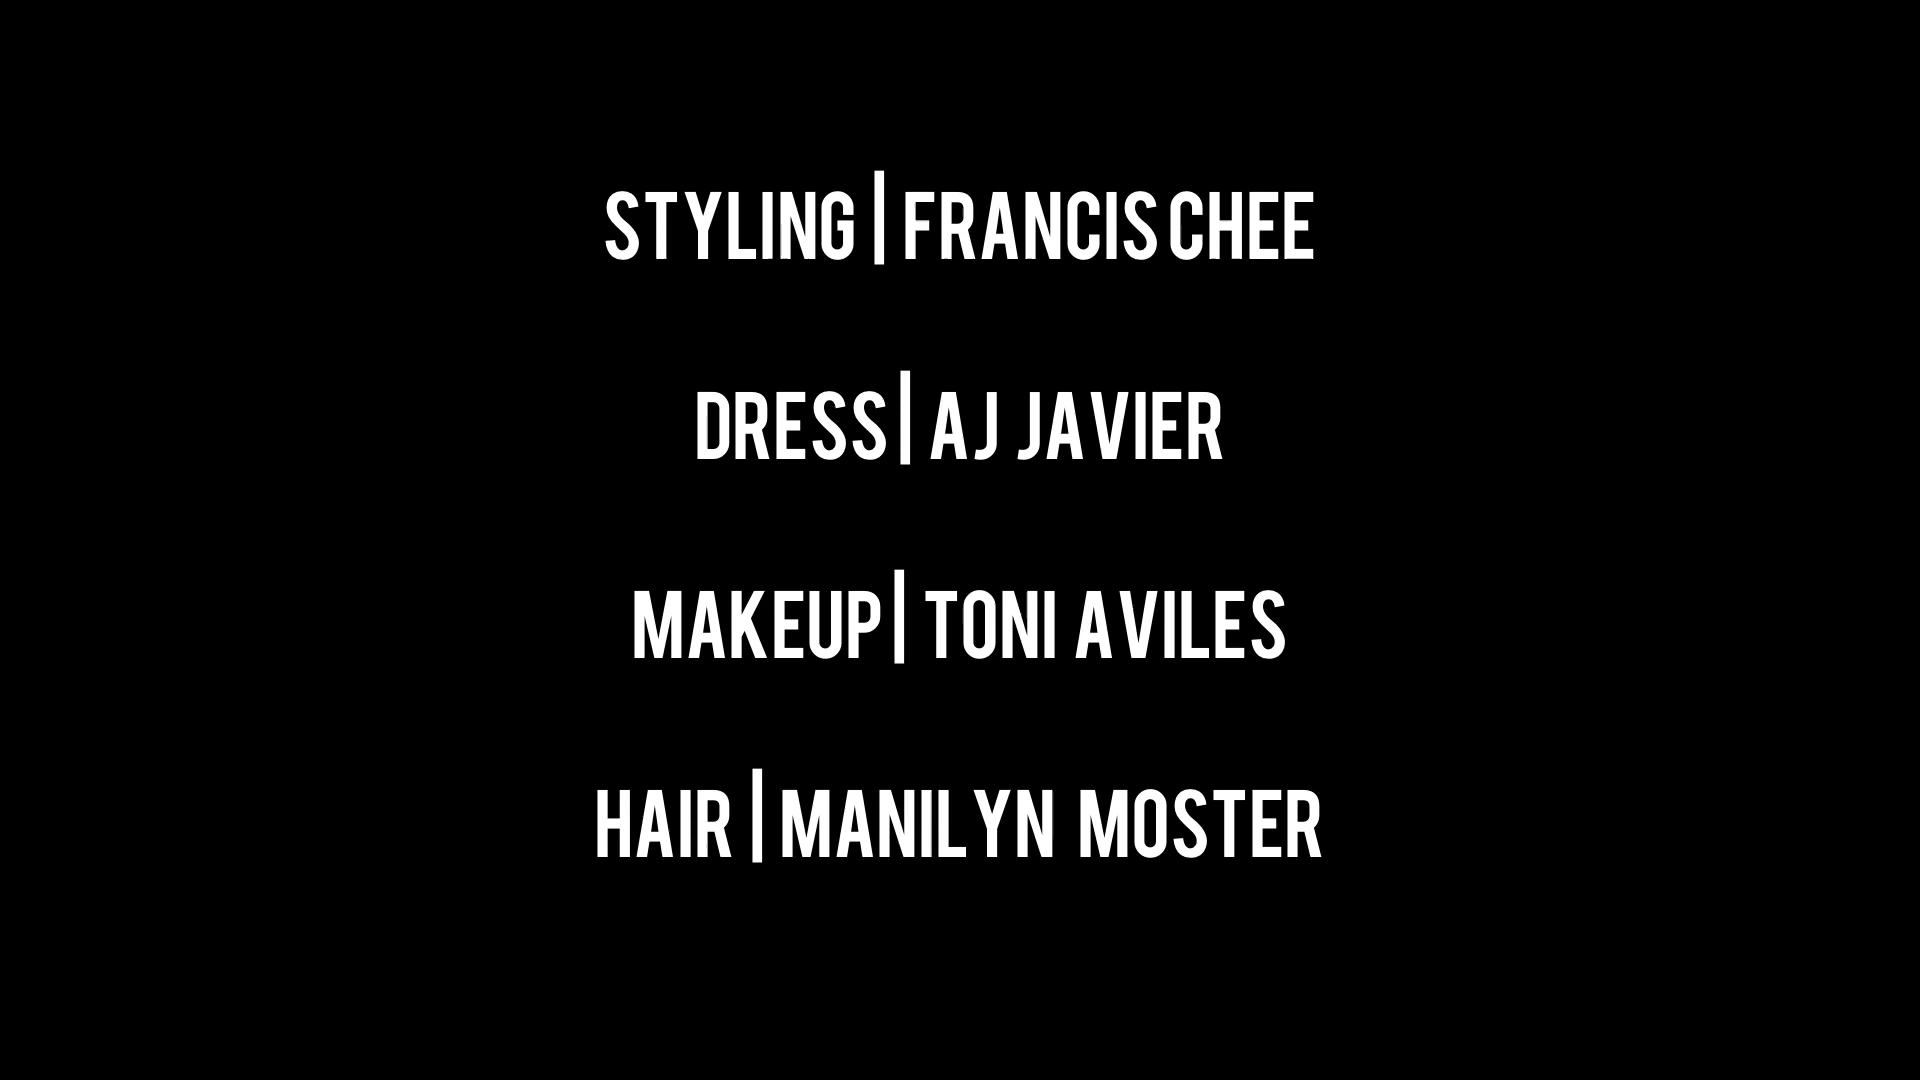 STYLING | FRANCIS CHEE
DRESS | AJ JAVIER
MAKEUP | TONI AVILES
HAIR | MANILYN MOSTER